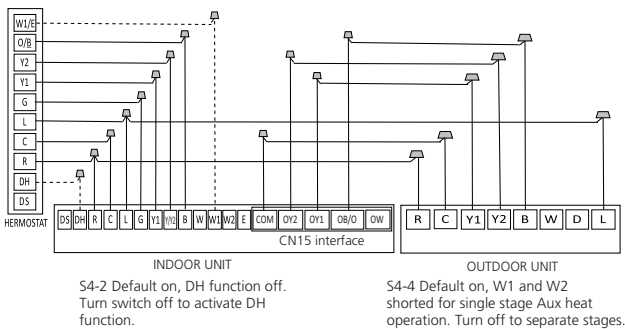 W1/E
O/B
Y2
Y1
G
L
C
R
DH
DS
THERMOSTAT
DS DH R C L G Y1 Y/Y2 B W W1 W2 E COM OY2 OY1 OB/O OW
CN15 interface
R C Y1 Y2 B W D L
INDOOR UNIT
OUTDOOR UNIT
S4-2 Default on, DH function off.
Turn switch off to activate DH
function.
S4-4 Default on, W1 and W2
shorted for single stage Aux heat
operation. Turn off to separate stages.